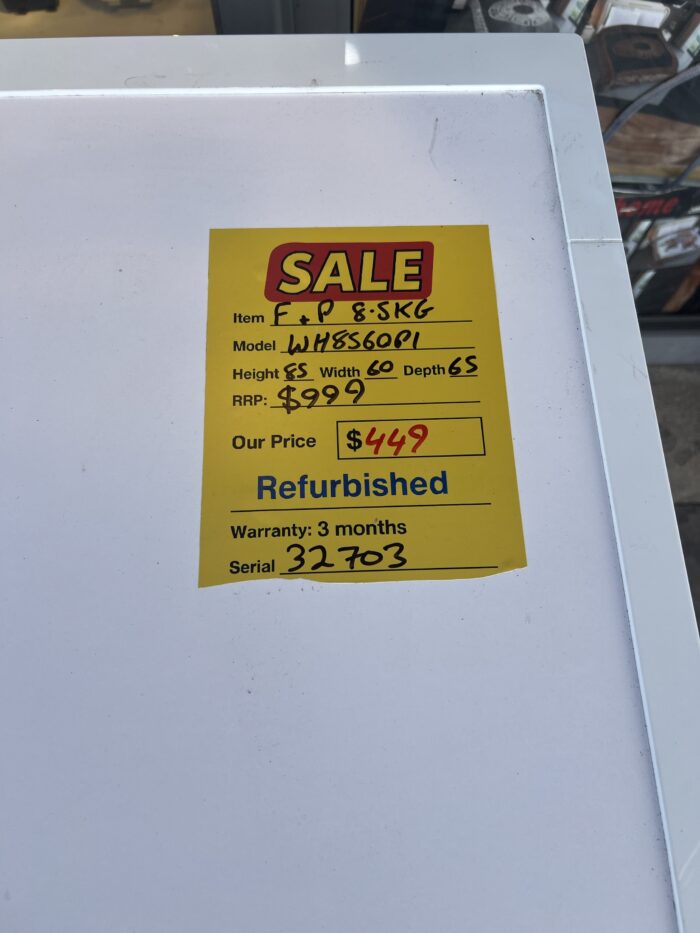 SALE
Item F+P 8.5KG
Model WH8560P1
Height 85 Width 60 Depth 65
RRP: $999
Our Price $449
Refurbished
Warranty: 3 months
Serial 32703
home